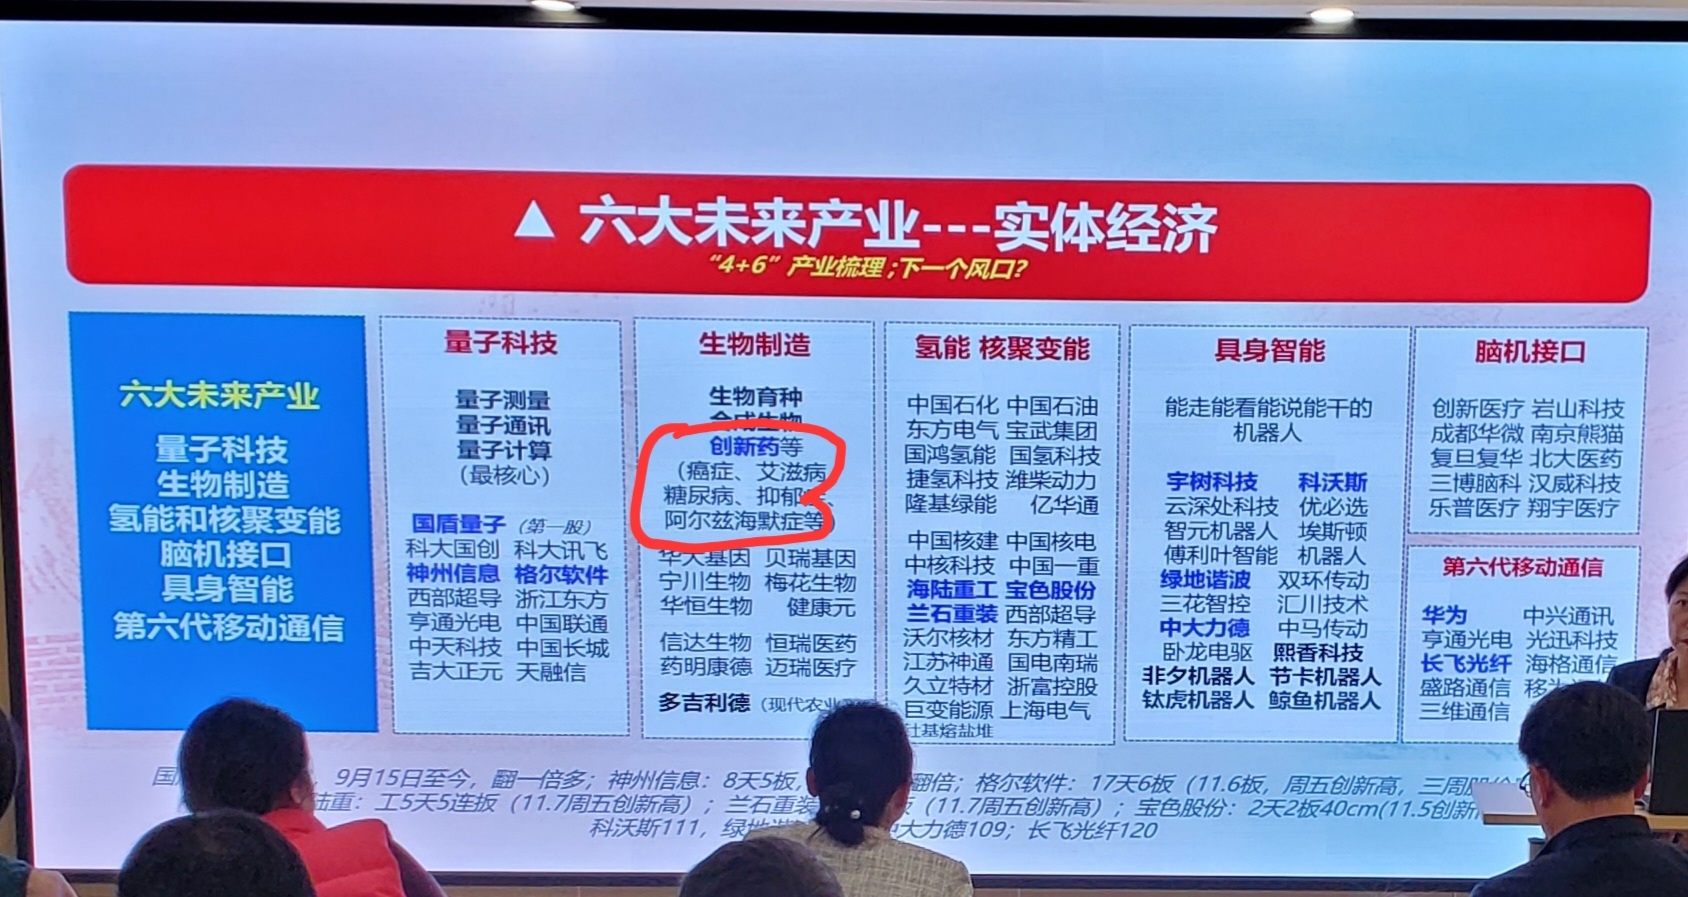 ▲ 六大未来产业---实体经济
“4+6”产业梳理;下一个风口?
六大未来产业
量子科技
生物制造
氢能和核聚变能
脑机接口
具身智能
第六代移动通信
量子科技
量子测量
量子通讯
量子计算
(最核心)
国盾量子(第一股)
科大国创 科大讯飞
神州信息 格尔软件
西部超导 浙江东方
亨通光电 中国联通
中天科技 中国长城
吉大正元 天融信
生物制造
生物育种
合成生物
创新药等
(癌症、艾滋病
糖尿病、抑郁
阿尔兹海默症等)
华大基因 贝瑞基因
宁川生物 梅花生物
华恒生物 健康元
信达生物 恒瑞医药
药明康德 迈瑞医疗
多吉利德(现代农业
氢能 核聚变能
中国石化 中国石油
东方电气 宝武集团
国鸿氢能 国氢科技
捷氢科技 潍柴动力
隆基绿能 亿华通
中国核建 中国核电
中核科技 中国一重
海陆重工 宝色股份
兰石重装 西部超导
沃尔核材 东方精工
江苏神通 国电南瑞
久立特材 浙富控股
巨变能源 上海电气
钍基熔盐堆
具身智能
能走能看能说能干的
机器人
宇树科技 科沃斯
云深处科技 优必选
智元机器人 埃斯顿
傅利叶智能 机器人
绿地谐波 双环传动
三花智控 汇川技术
中大力德 中马传动
卧龙电驱 熙香科技
非夕机器人 节卡机器人
钛虎机器人 鲸鱼机器人
脑机接口
创新医疗 岩山科技
成都华微 南京熊猫
复旦复华 北大医药
三博脑科 汉威科技
乐普医疗 翔宇医疗
第六代移动通信
华为 中兴通讯
亨通光电 光迅科技
长飞光纤 海格通信
盛路通信 移
三维通信
国 9月15日至今，翻一倍多；神州信息：8天5板， 翻倍；格尔软件：17天6板（11.6板，周五创新高，三周
陆重：工5天5连扳（11.7周五创新高）；兰石重装 （11.7周五创新高）；宝色股份：2天2板40cm(11.5创新
科沃斯111，绿地 大力德109；长飞光纤120